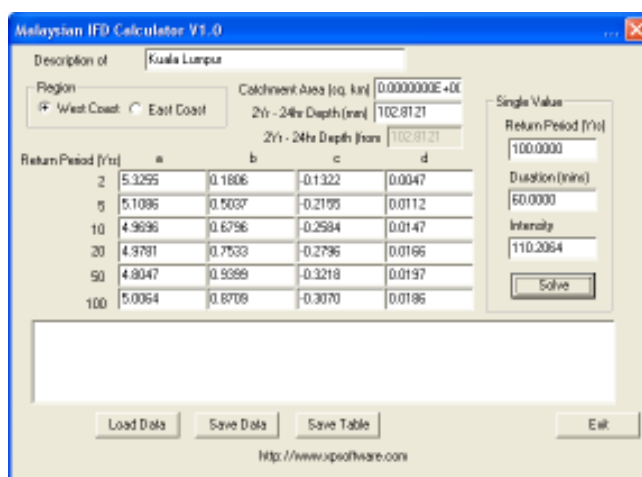 Malaysian IFD Calculator V1.0
Description of Kuala Lumpur
Region
West Coast East Coast
Catchment Area (sq. km) 0.0000000E+00
2Yr - 24hr Depth (mm) 102.8121
2Yr - 24hr Depth (from 102.8121
Single Value
Return Period (Yrs)
100.0000
Duration (mins)
60.0000
Intensity
110.2064
Solve
Return Period (Yrs) a b c d
2 5.3255 0.1806 -0.1322 0.0047
5 5.1086 0.5037 -0.2155 0.0112
10 4.9696 0.6796 -0.2584 0.0147
20 4.9781 0.7533 -0.2796 0.0166
50 4.8047 0.9399 -0.3218 0.0197
100 5.0064 0.8709 -0.3070 0.0186
Load Data Save Data Save Table Exit
http://www.xpsoftware.com